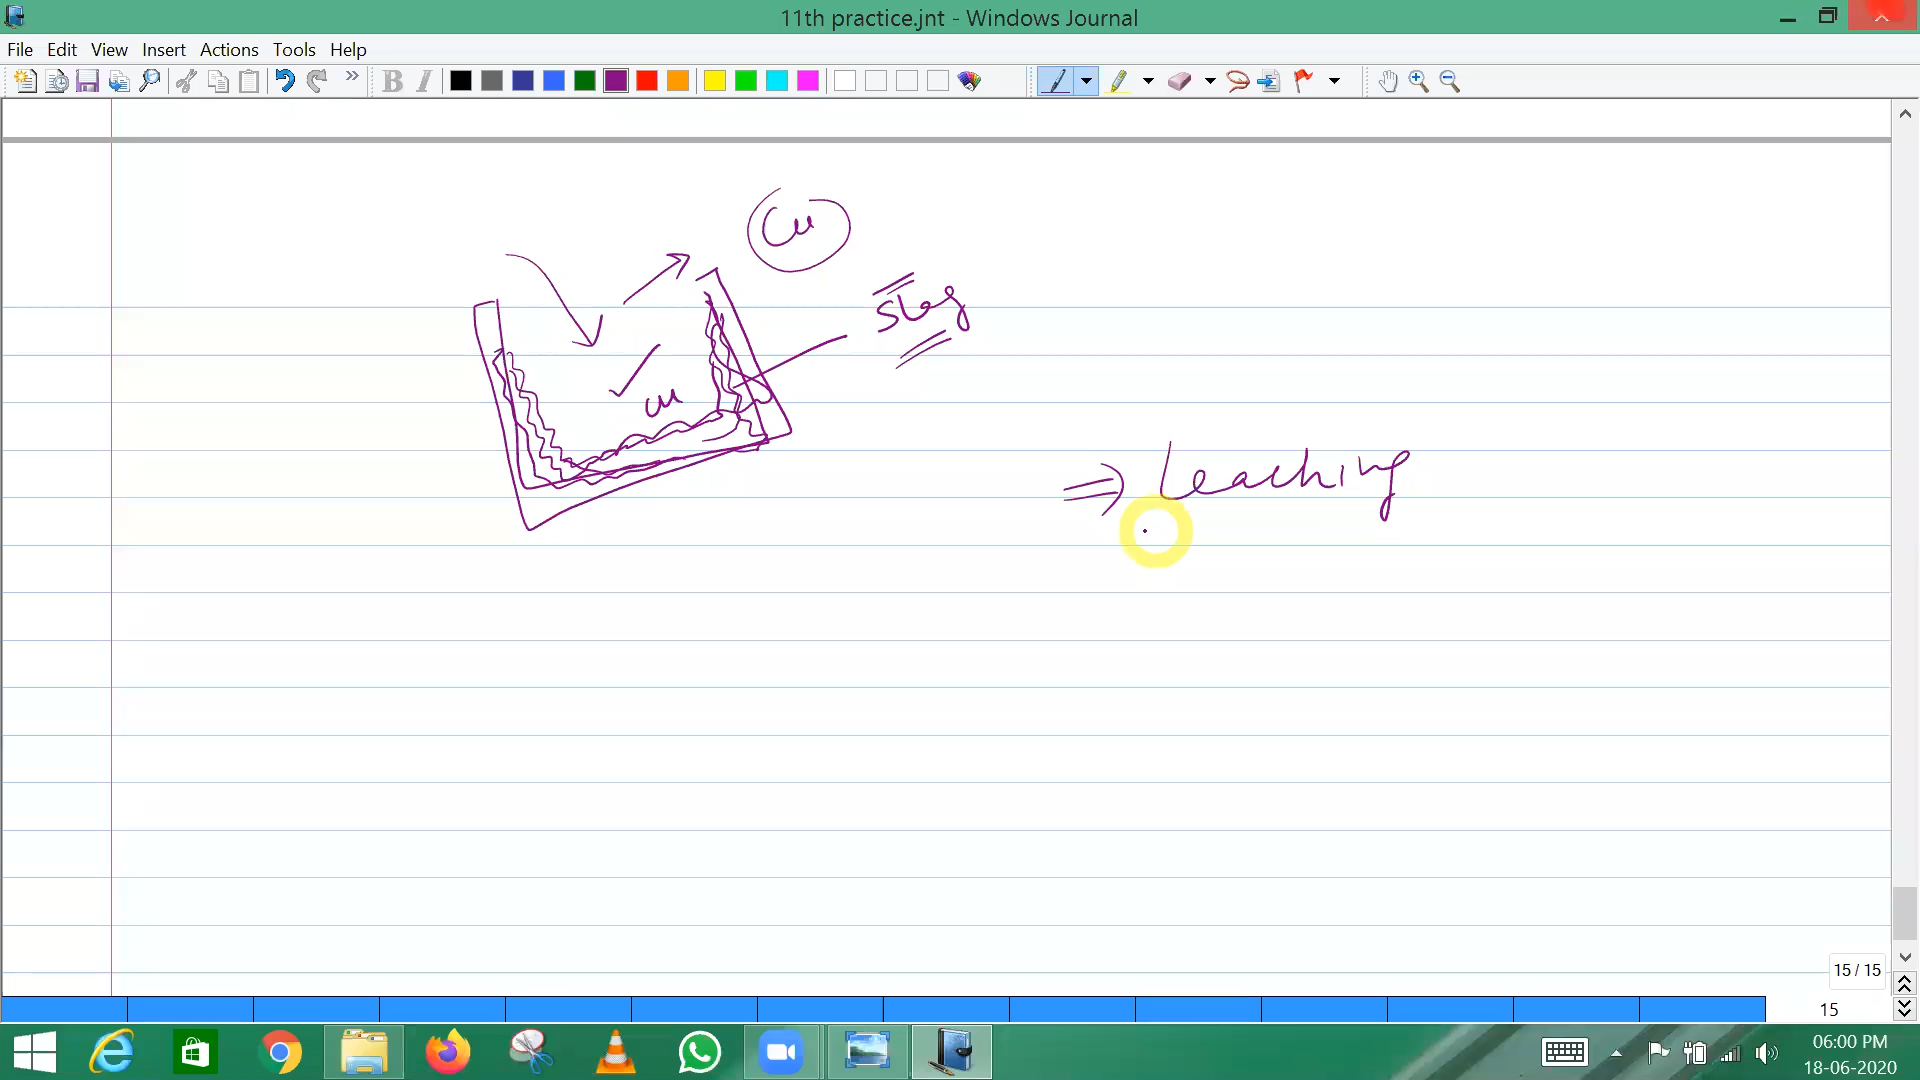 11th practice.jnt - Windows Journal
File Edit View Insert Actions Tools Help
B I
Cu
slag
cu
⇒ Leaching
15 / 15
15
06:00 PM
18-06-2020